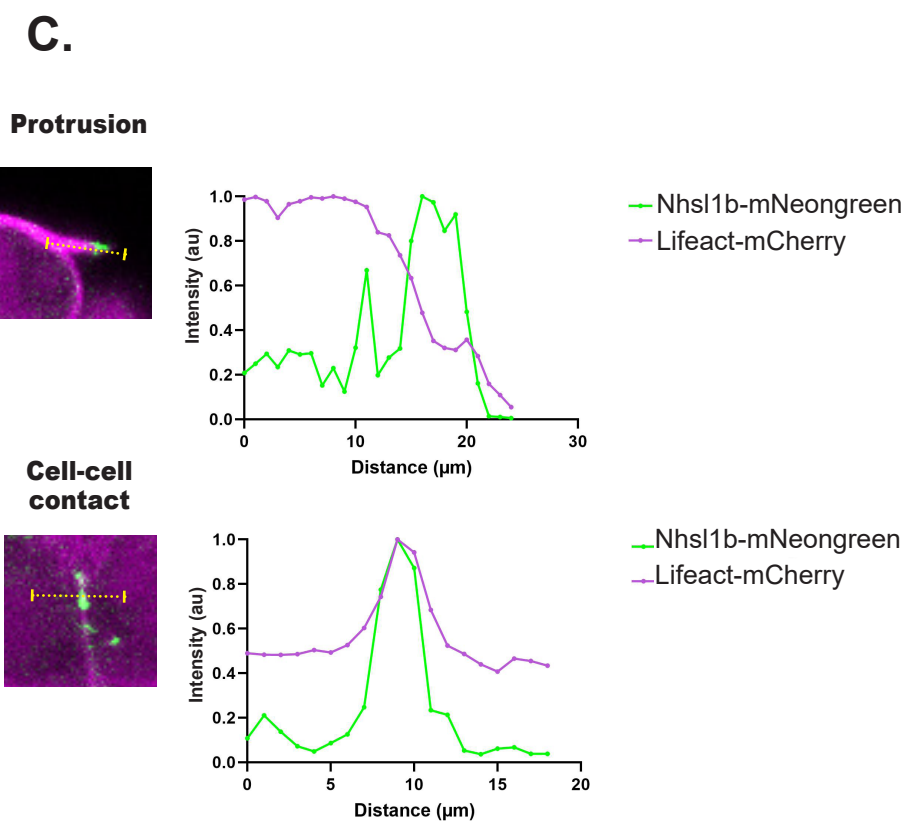 C.
Protrusion
1.0
0.8
0.6
0.4
0.2
0.0
Intensity (au)
0 10 20 30
Distance (µm)
Nhsl1b-mNeongreen
Lifeact-mCherry
Cell-cell
contact
1.0
0.8
0.6
0.4
0.2
0.0
Intensity (au)
0 5 10 15 20
Distance (µm)
Nhsl1b-mNeongreen
Lifeact-mCherry